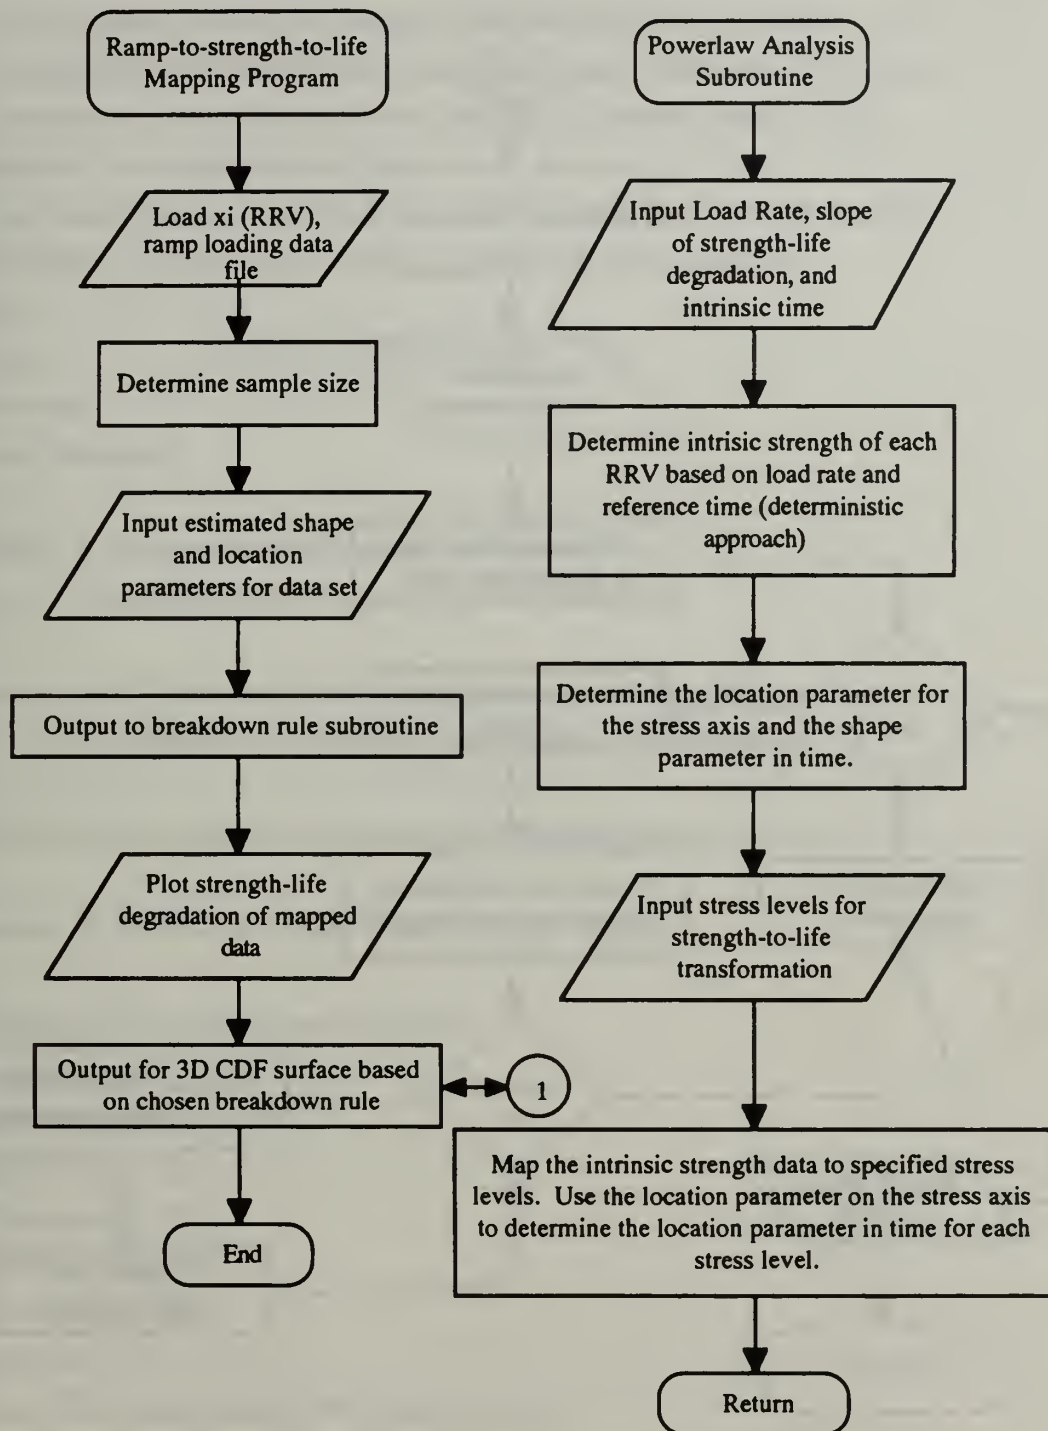 Ramp-to-strength-to-life
Mapping Program
Load xi (RRV),
ramp loading data
file
Determine sample size
Input estimated shape
and location
parameters for data set
Output to breakdown rule subroutine
Plot strength-life
degradation of mapped
data
Output for 3D CDF surface based
on chosen breakdown rule
1
End
Powerlaw Analysis
Subroutine
Input Load Rate, slope
of strength-life
degradation, and
intrinsic time
Determine intrisic strength of each
RRV based on load rate and
reference time (deterministic
approach)
Determine the location parameter for
the stress axis and the shape
parameter in time.
Input stress levels for
strength-to-life
transformation
Map the intrinsic strength data to specified stress
levels. Use the location parameter on the stress axis
to determine the location parameter in time for each
stress level.
Return